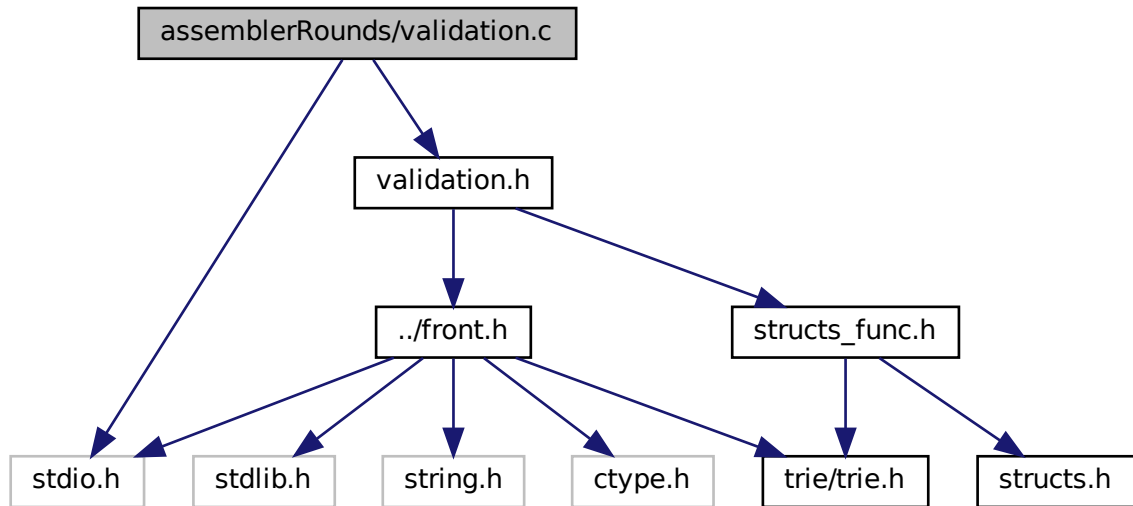 assemblerRounds/validation.c
validation.h
../front.h
structs_func.h
stdio.h
stdlib.h
string.h
ctype.h
trie/trie.h
structs.h